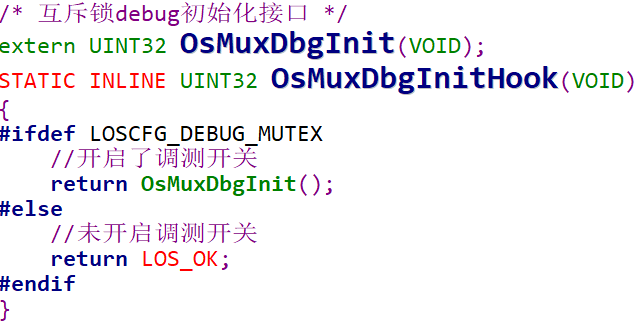 /* 互斥锁debug初始化接口 */
extern UINT32 OsMuxDbgInit(VOID);
STATIC INLINE UINT32 OsMuxDbgInitHook(VOID)
{
#ifdef LOSCFG_DEBUG_MUTEX
    //开启了调测开关
    return OsMuxDbgInit();
#else
    //未开启调测开关
    return LOS_OK;
#endif
}